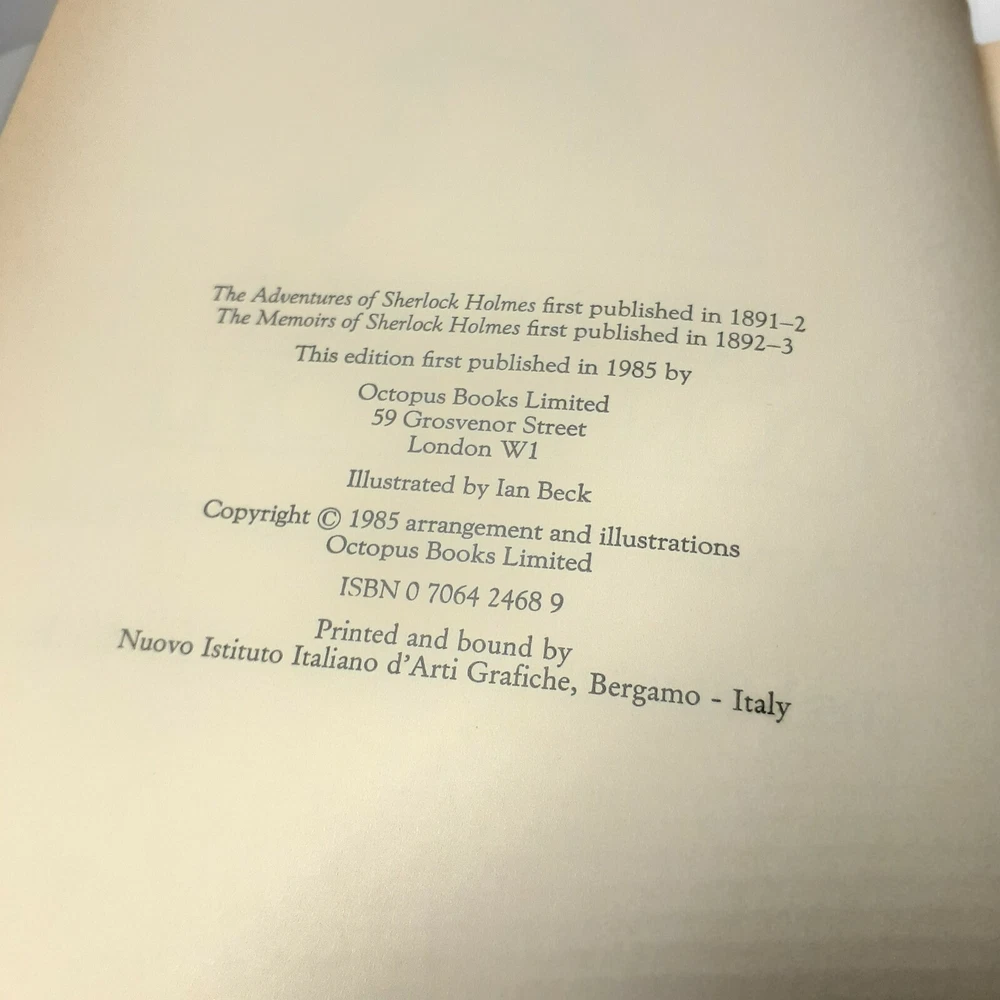 The Adventures of Sherlock Holmes first published in 1891–2
The Memoirs of Sherlock Holmes first published in 1892–3
This edition first published in 1985 by
Octopus Books Limited
59 Grosvenor Street
London W1
Illustrated by Ian Beck
Copyright © 1985 arrangement and illustrations
Octopus Books Limited
ISBN 0 7064 2468 9
Printed and bound by
Nuovo Istituto Italiano d'Arti Grafiche, Bergamo - Italy